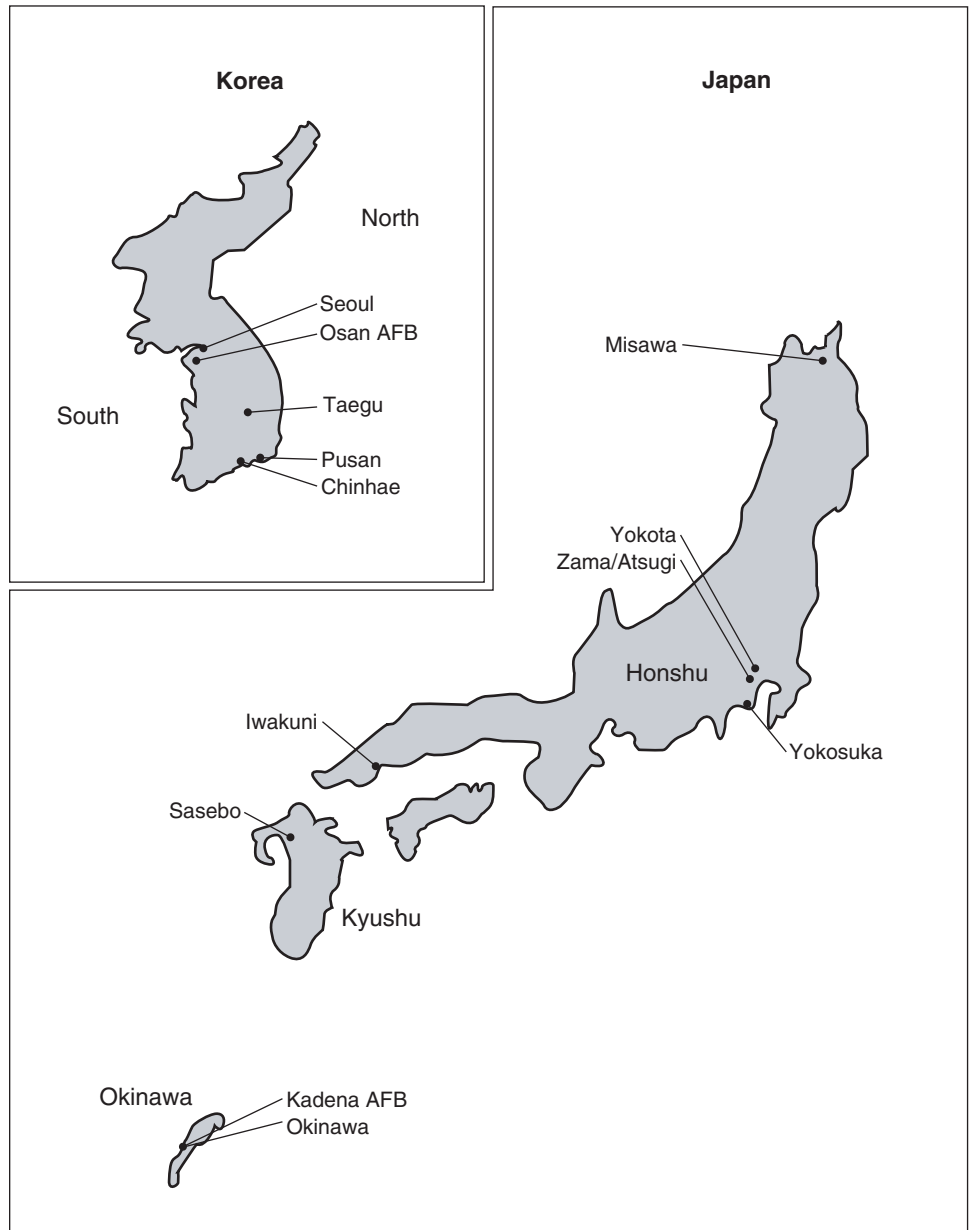 Korea
North
Seoul
Osan AFB
South
Taegu
Pusan
Chinhae
Japan
Misawa
Yokota
Zama/Atsugi
Honshu
Iwakuni
Yokosuka
Sasebo
Kyushu
Okinawa
Kadena AFB
Okinawa